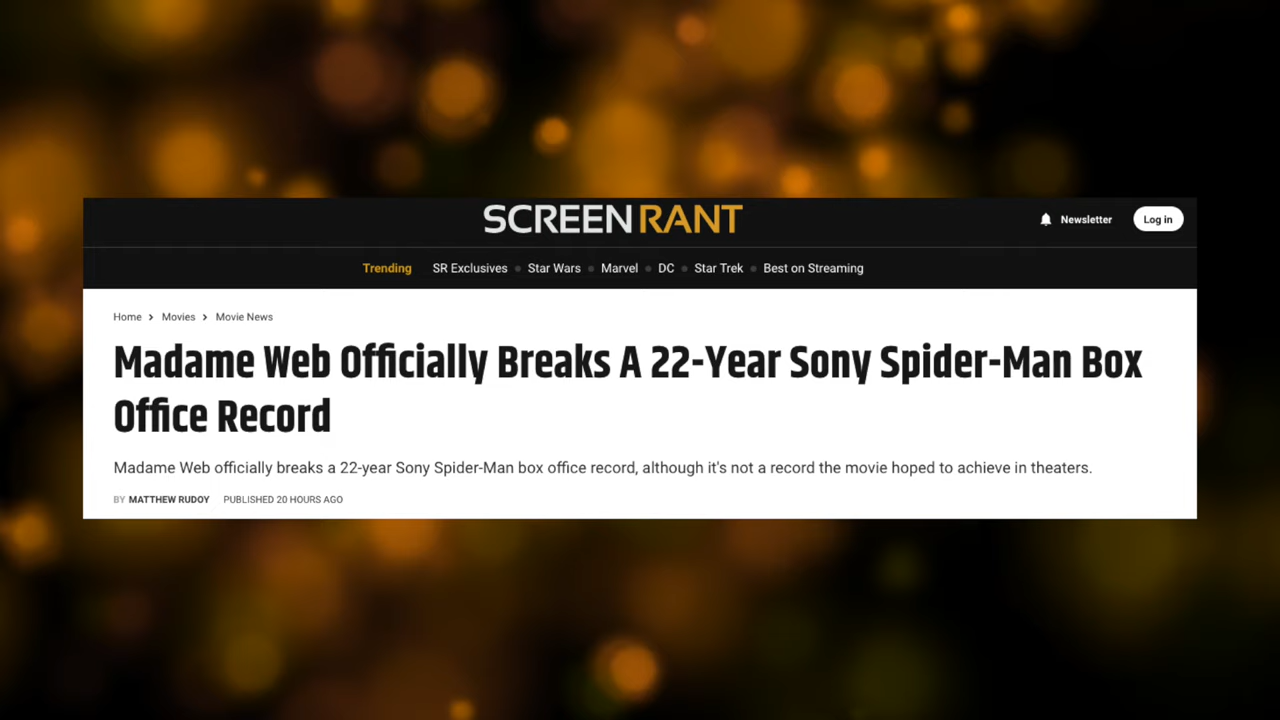 SCREENRANT
Newsletter
Log in
Trending SR Exclusives Star Wars Marvel DC Star Trek Best on Streaming
Home > Movies > Movie News
Madame Web Officially Breaks A 22-Year Sony Spider-Man Box
Office Record
Madame Web officially breaks a 22-year Sony Spider-Man box office record, although it's not a record the movie hoped to achieve in theaters.
BY MATTHEW RUDOY PUBLISHED 20 HOURS AGO